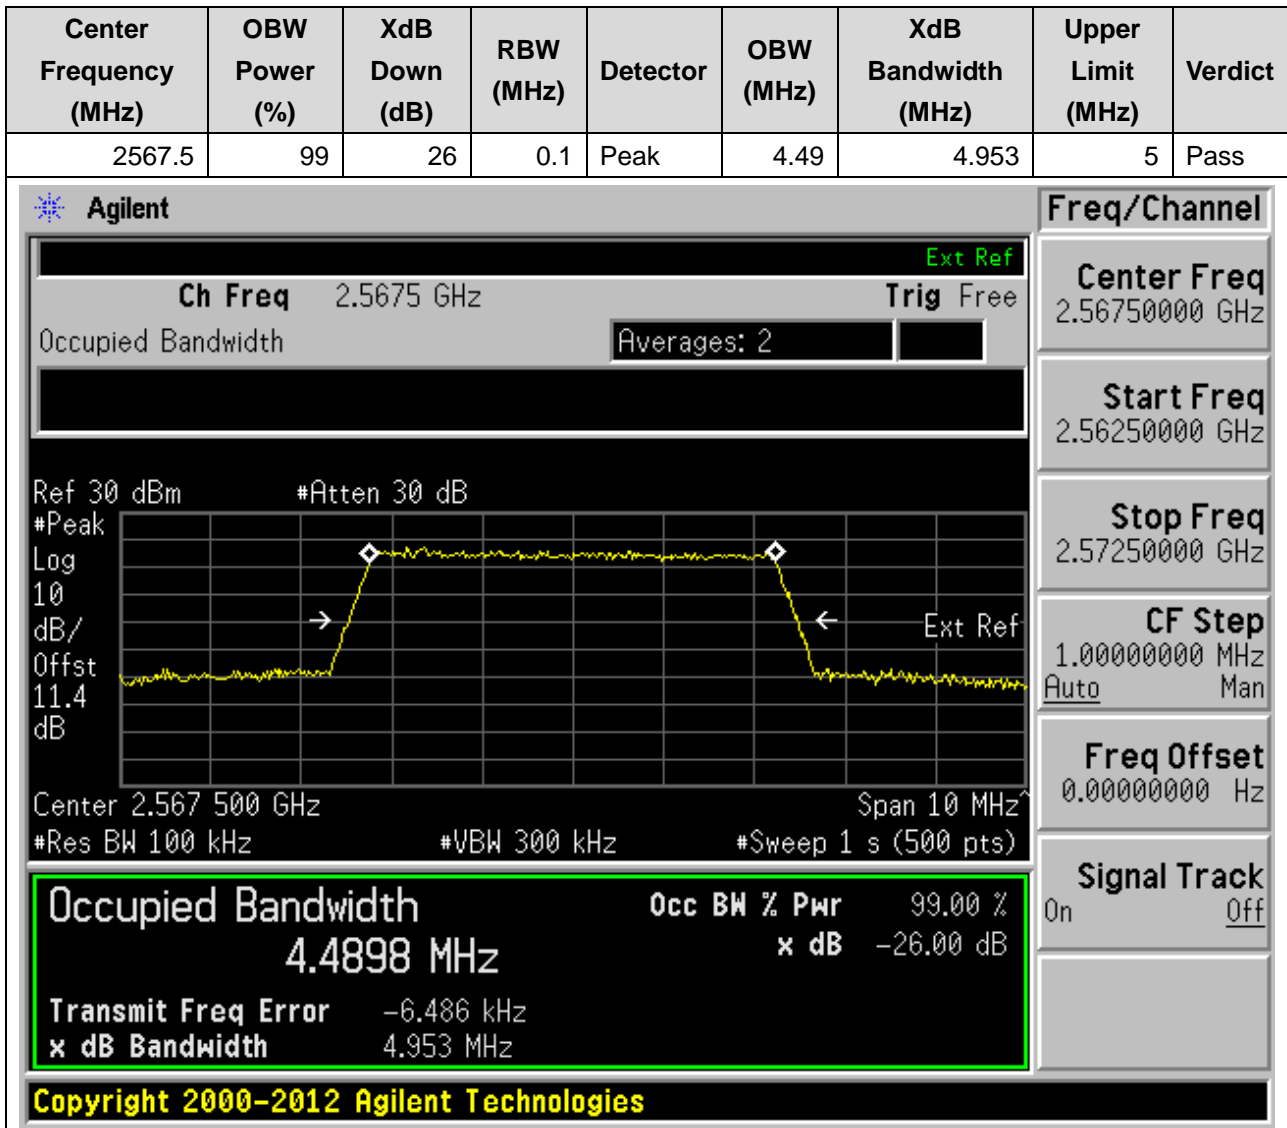 Center Frequency (MHz) OBW Power (%) XdB Down (dB) RBW (MHz) Detector OBW (MHz) XdB Bandwidth (MHz) Upper Limit (MHz) Verdict
2567.5 99 26 0.1 Peak 4.49 4.953 5 Pass
Agilent
Freq/Channel
Ext Ref
Ch Freq 2.5675 GHz Trig Free
Occupied Bandwidth Averages: 2
Ref 30 dBm #Atten 30 dB
#Peak
Log
10
dB/
Offst
11.4
dB
Ext Ref
Center 2.567 500 GHz Span 10 MHz^
#Res BW 100 kHz #VBW 300 kHz #Sweep 1 s (500 pts)
Occupied Bandwidth
4.4898 MHz
Occ BW % Pwr 99.00 %
x dB -26.00 dB
Transmit Freq Error -6.486 kHz
x dB Bandwidth 4.953 MHz
Center Freq
2.56750000 GHz
Start Freq
2.56250000 GHz
Stop Freq
2.57250000 GHz
CF Step
1.00000000 MHz
Auto Man
Freq Offset
0.00000000 Hz
Signal Track
On Off
Copyright 2000-2012 Agilent Technologies